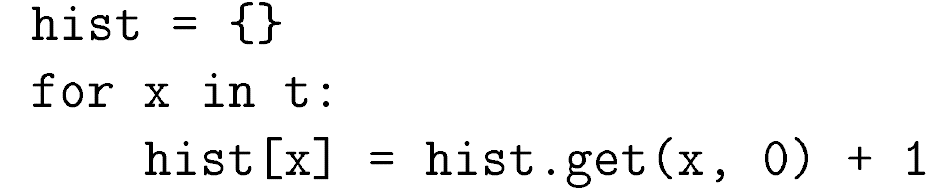 hist = {}
for x in t:
    hist[x] = hist.get(x, 0) + 1